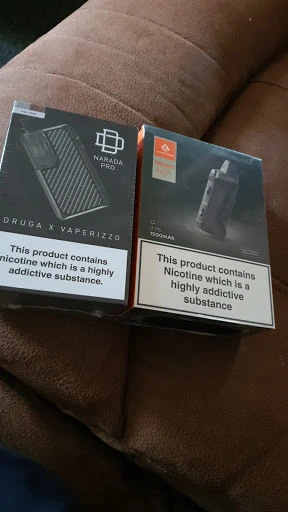 NARADA
PRO
DRUGA X VAPERIZZO
This product contains
nicotine which is a highly
addictive substance.
1500mAh
This product contains
Nicotine which is a
highly addictive
substance